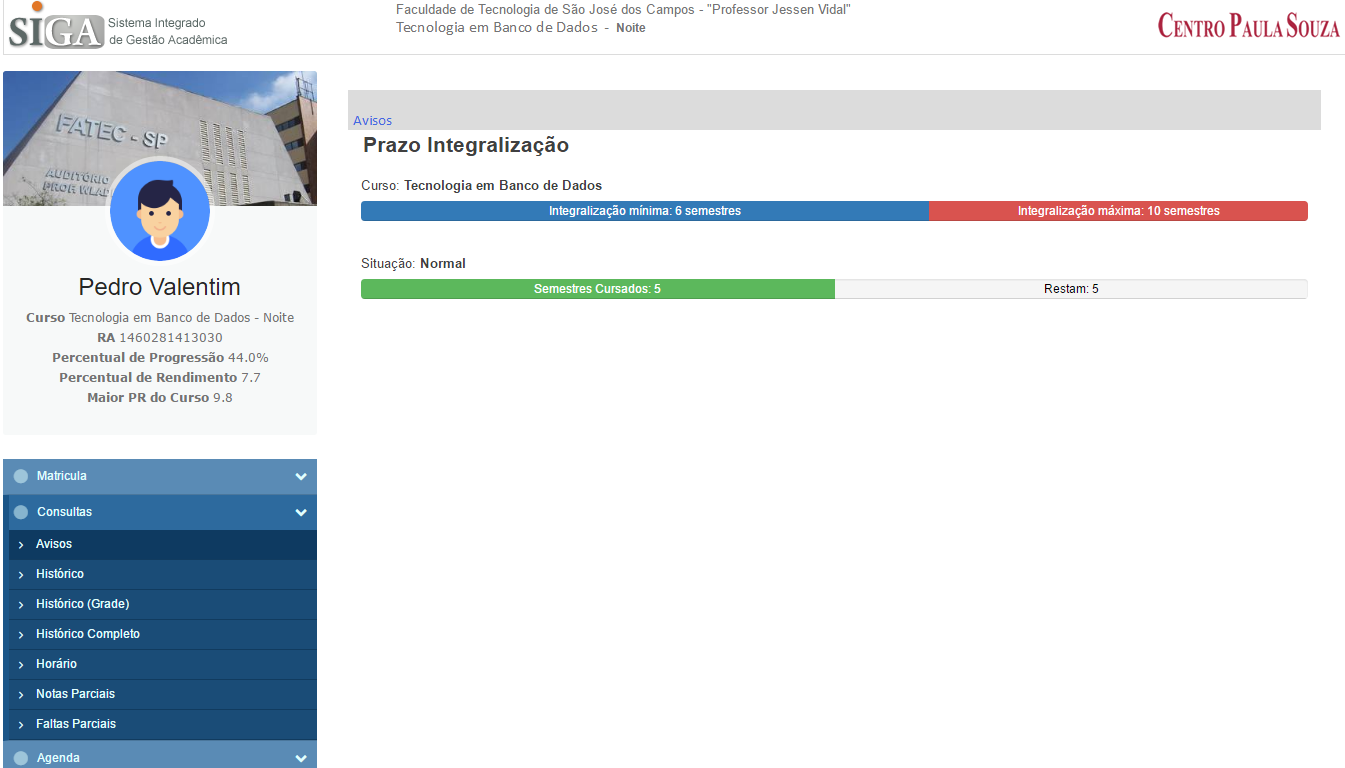 SIGA Sistema Integrado
de Gestão Acadêmica
Faculdade de Tecnologia de São José dos Campos - "Professor Jessen Vidal"
Tecnologia em Banco de Dados - Noite
CENTRO PAULA SOUZA
FATEC - SP
AUDITÓRIO
PROF WLAD
Pedro Valentim
Curso Tecnologia em Banco de Dados - Noite
RA 1460281413030
Percentual de Progressão 44.0%
Percentual de Rendimento 7.7
Maior PR do Curso 9.8
Matricula
Consultas
Avisos
Histórico
Histórico (Grade)
Histórico Completo
Horário
Notas Parciais
Faltas Parciais
Agenda
Avisos
Prazo Integralização
Curso: Tecnologia em Banco de Dados
Integralização mínima: 6 semestres Integralização máxima: 10 semestres
Situação: Normal
Semestres Cursados: 5 Restam: 5